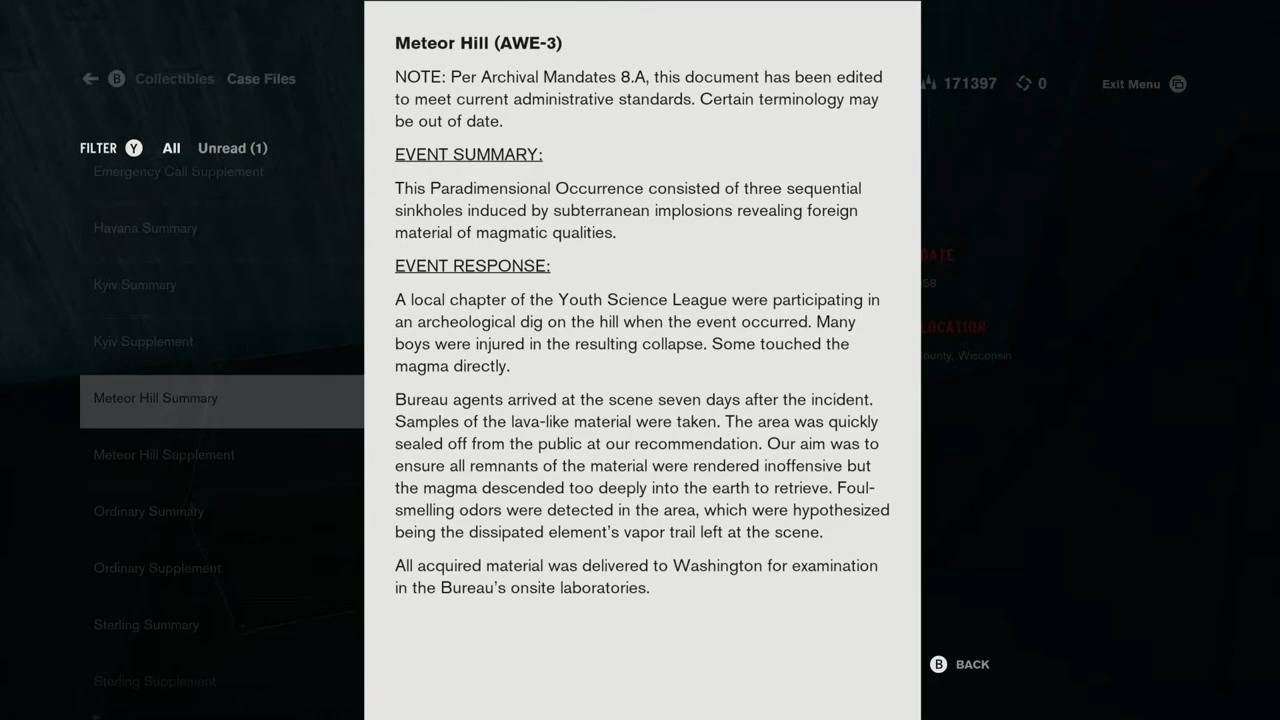 Meteor Hill (AWE-3)
← B Collectibles Case Files
171397 0
Exit Menu
NOTE: Per Archival Mandates 8.A, this document has been edited
to meet current administrative standards. Certain terminology may
be out of date.
FILTER Y All Unread (1)
EVENT SUMMARY:
Emergency Call Supplement
This Paradimensional Occurrence consisted of three sequential
sinkholes induced by subterranean implosions revealing foreign
material of magmatic qualities.
Havana Summary
EVENT RESPONSE:
DATE
58
Kyiv Summary
A local chapter of the Youth Science League were participating in
an archeological dig on the hill when the event occurred. Many
boys were injured in the resulting collapse. Some touched the
magma directly.
LOCATION
ounty, Wisconsin
Kyiv Supplement
Meteor Hill Summary
Bureau agents arrived at the scene seven days after the incident.
Samples of the lava-like material were taken. The area was quickly
sealed off from the public at our recommendation. Our aim was to
ensure all remnants of the material were rendered inoffensive but
the magma descended too deeply into the earth to retrieve. Foul-
smelling odors were detected in the area, which were hypothesized
being the dissipated element's vapor trail left at the scene.
Meteor Hill Supplement
Ordinary Summary
Ordinary Supplement
All acquired material was delivered to Washington for examination
in the Bureau's onsite laboratories.
Sterling Summary
Sterling Supplement
B BACK